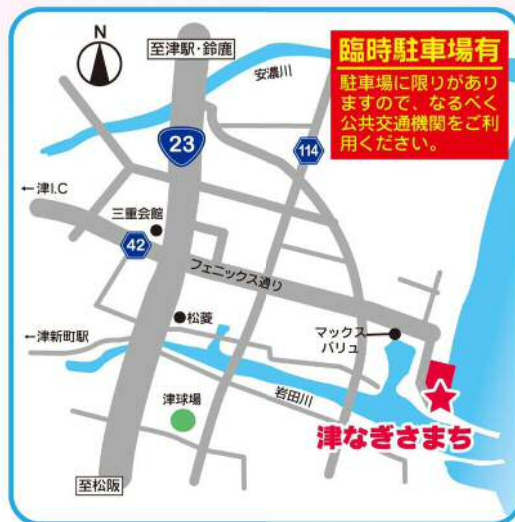 N
至津駅・鈴鹿
安濃川
臨時駐車場有
駐車場に限りがあり
ますので、なるべく
公共交通機関をご利
用ください。
23
114
←津I.C
三重会館
42
フェニックス通り
松菱
←津新町駅
マックス
バリュ
津球場
岩田川
津なぎさまち
至松阪